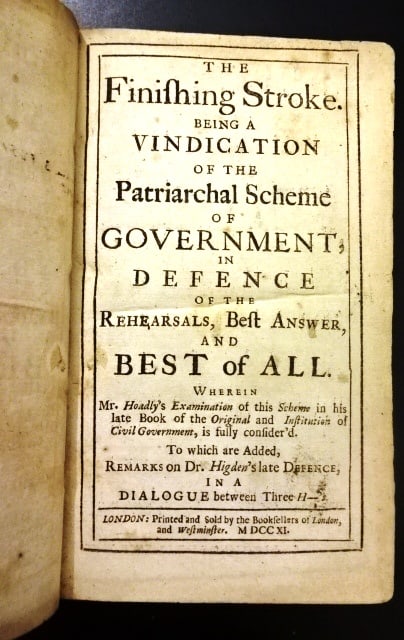 THE
Finiſhing Stroke.
BEING A
VINDICATION
OF THE
Patriarchal Scheme
OF
GOVERNMENT,
IN
DEFENCE
OF THE
REHEARSALS, Beſt ANSWER,
AND
BEST of ALL.
WHEREIN
Mr. Hoadly's Examination of this Scheme in his
late Book of the Original and Inſtitution of
Civil Government, is fully conſider'd.
To which are Added,
REMARKS on Dr. Higden's late DEFENCE,
IN A
DIALOGUE between Three H—
LONDON: Printed and Sold by the Bookſellers of London,
and Weſtminſter. MDCCXI.